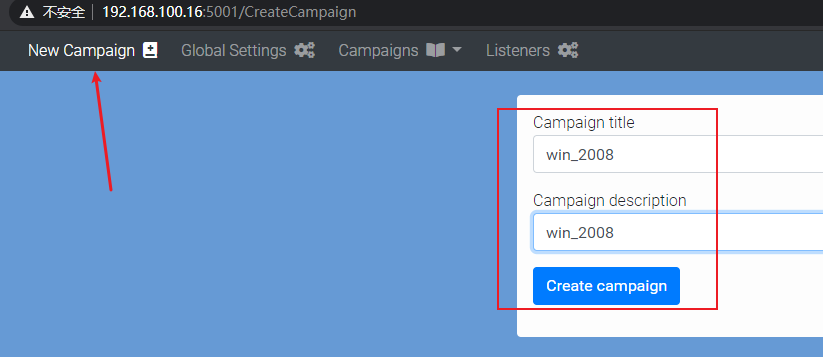 不安全 192.168.100.16:5001/CreateCampaign
New Campaign Global Settings Campaigns Listeners
Campaign title
win_2008
Campaign description
win_2008
Create campaign